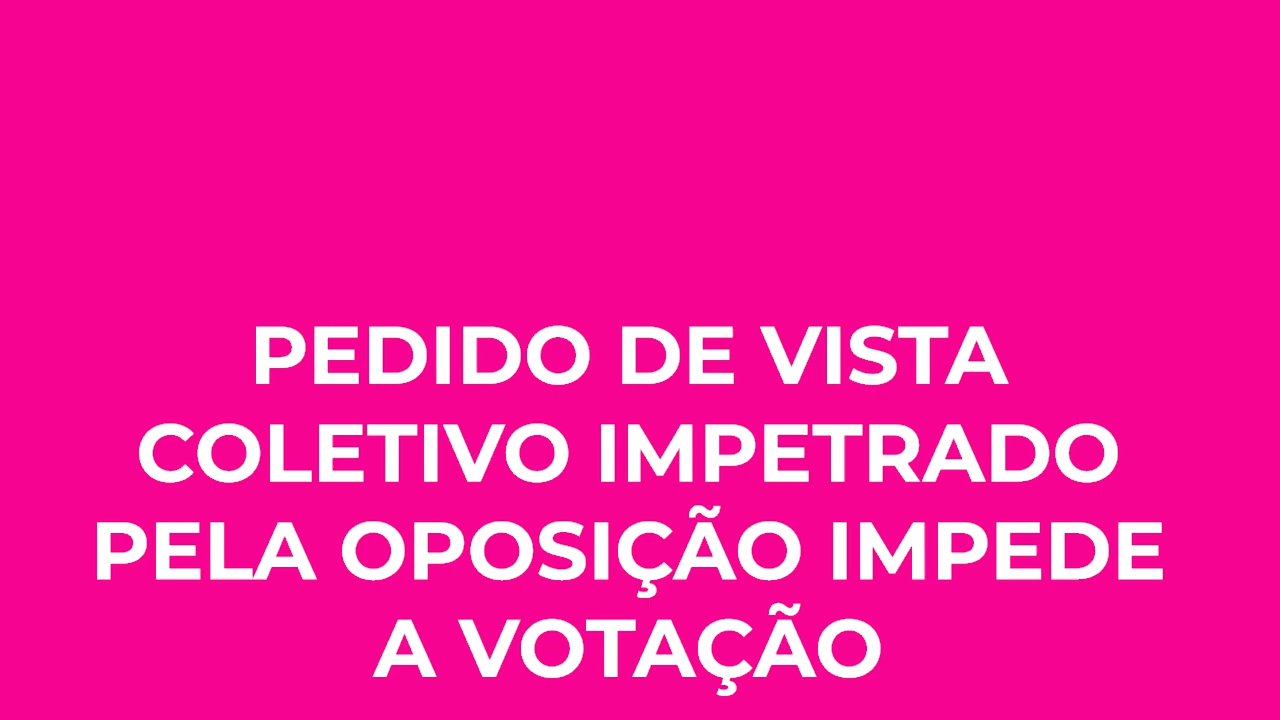 PEDIDO DE VISTA
COLETIVO IMPETRADO
PELA OPOSIÇÃO IMPEDE
A VOTAÇÃO